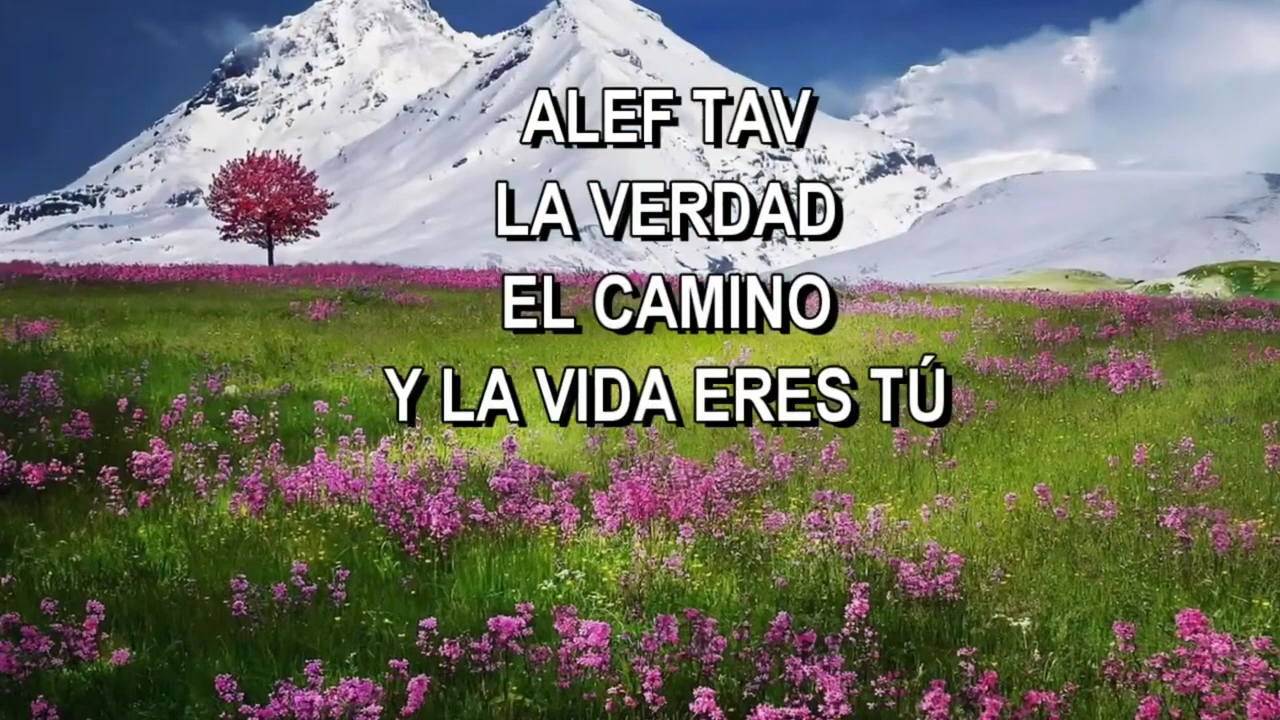 ALEF TAV
LA VERDAD
EL CAMINO
Y LA VIDA ERES TÚ